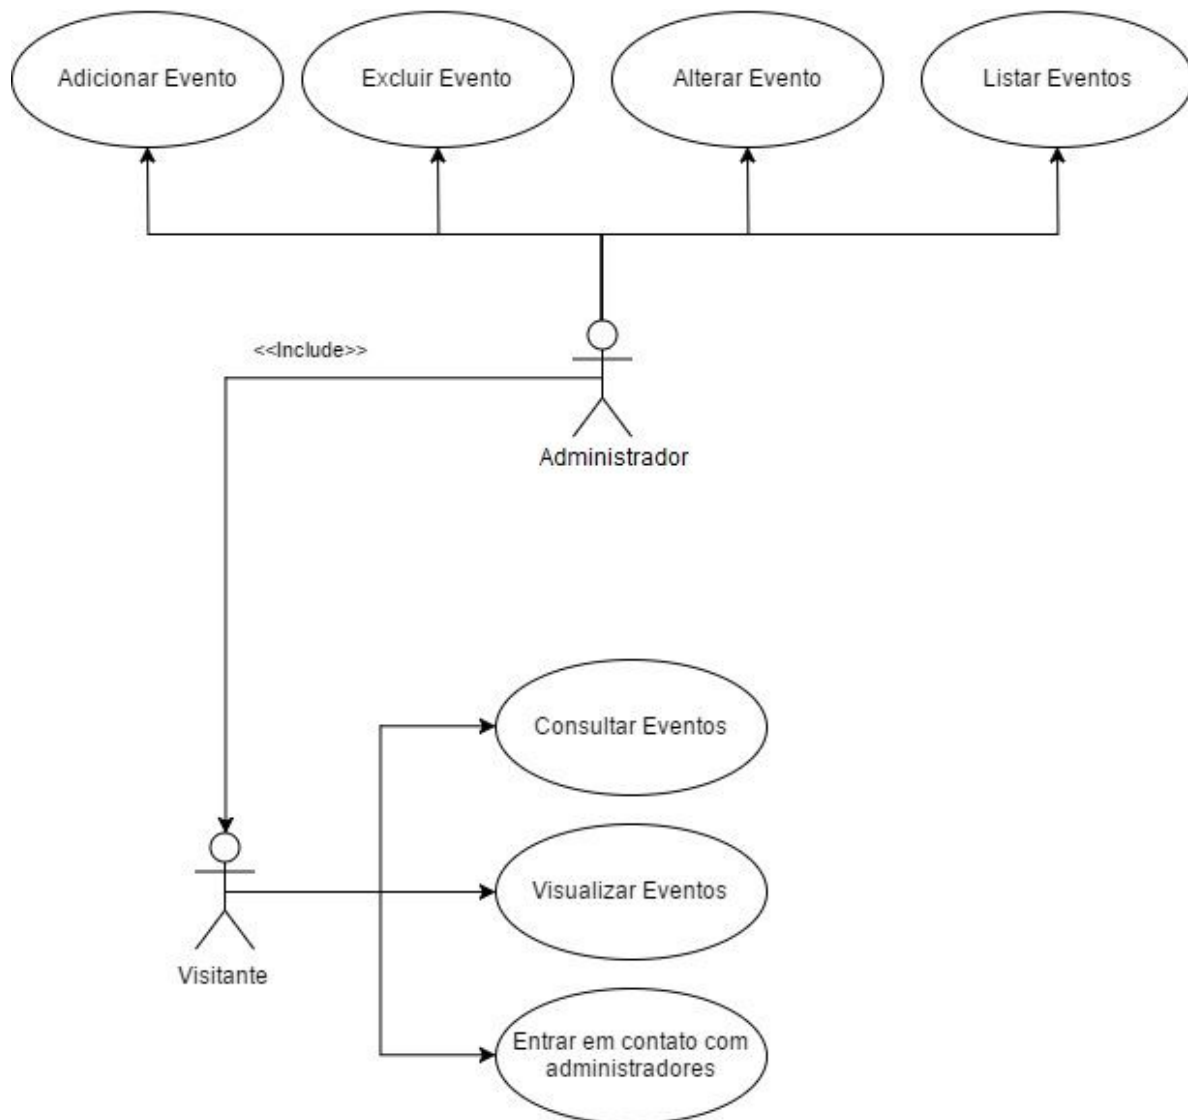 Adicionar Evento
Excluir Evento
Alterar Evento
Listar Eventos
<<Include>>
Administrador
Consultar Eventos
Visualizar Eventos
Visitante
Entrar em contato com
administradores